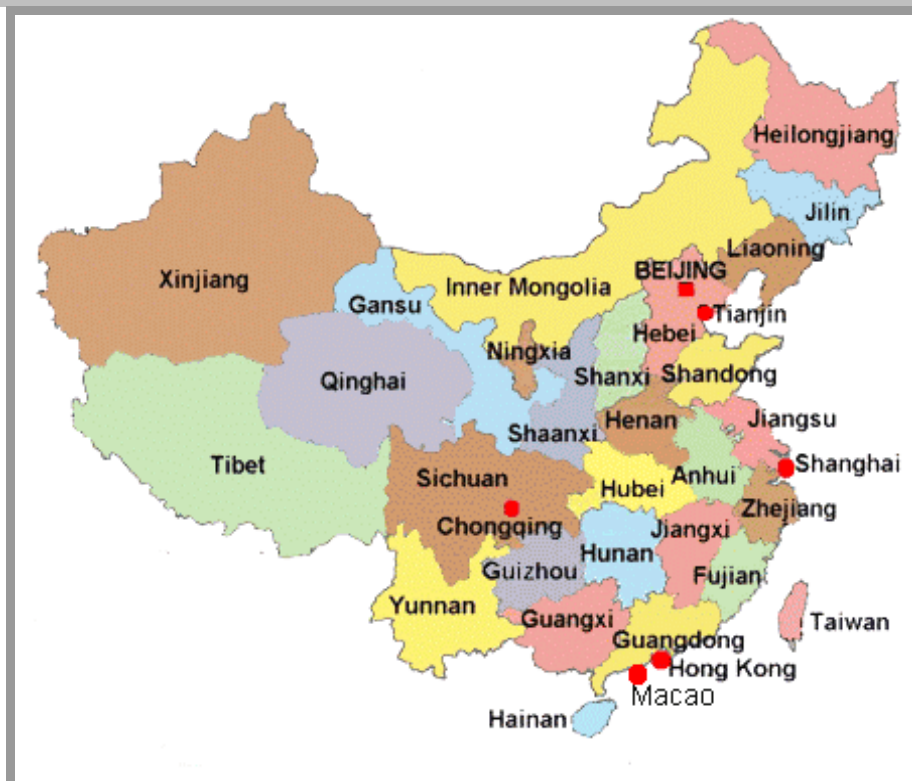 Heilongjiang
Jilin
Liaoning
BEIJING
Xinjiang
Inner Mongolia
Gansu
Tianjin
Hebei
Ningxia
Shanxi
Shandong
Qinghai
Henan
Jiangsu
Shaanxi
Tibet
Shanghai
Sichuan
Anhui
Hubei
Zhejiang
Chongqing
Jiangxi
Hunan
Guizhou
Fujian
Yunnan
Guangxi
Taiwan
Guangdong
Hong Kong
Macao
Hainan